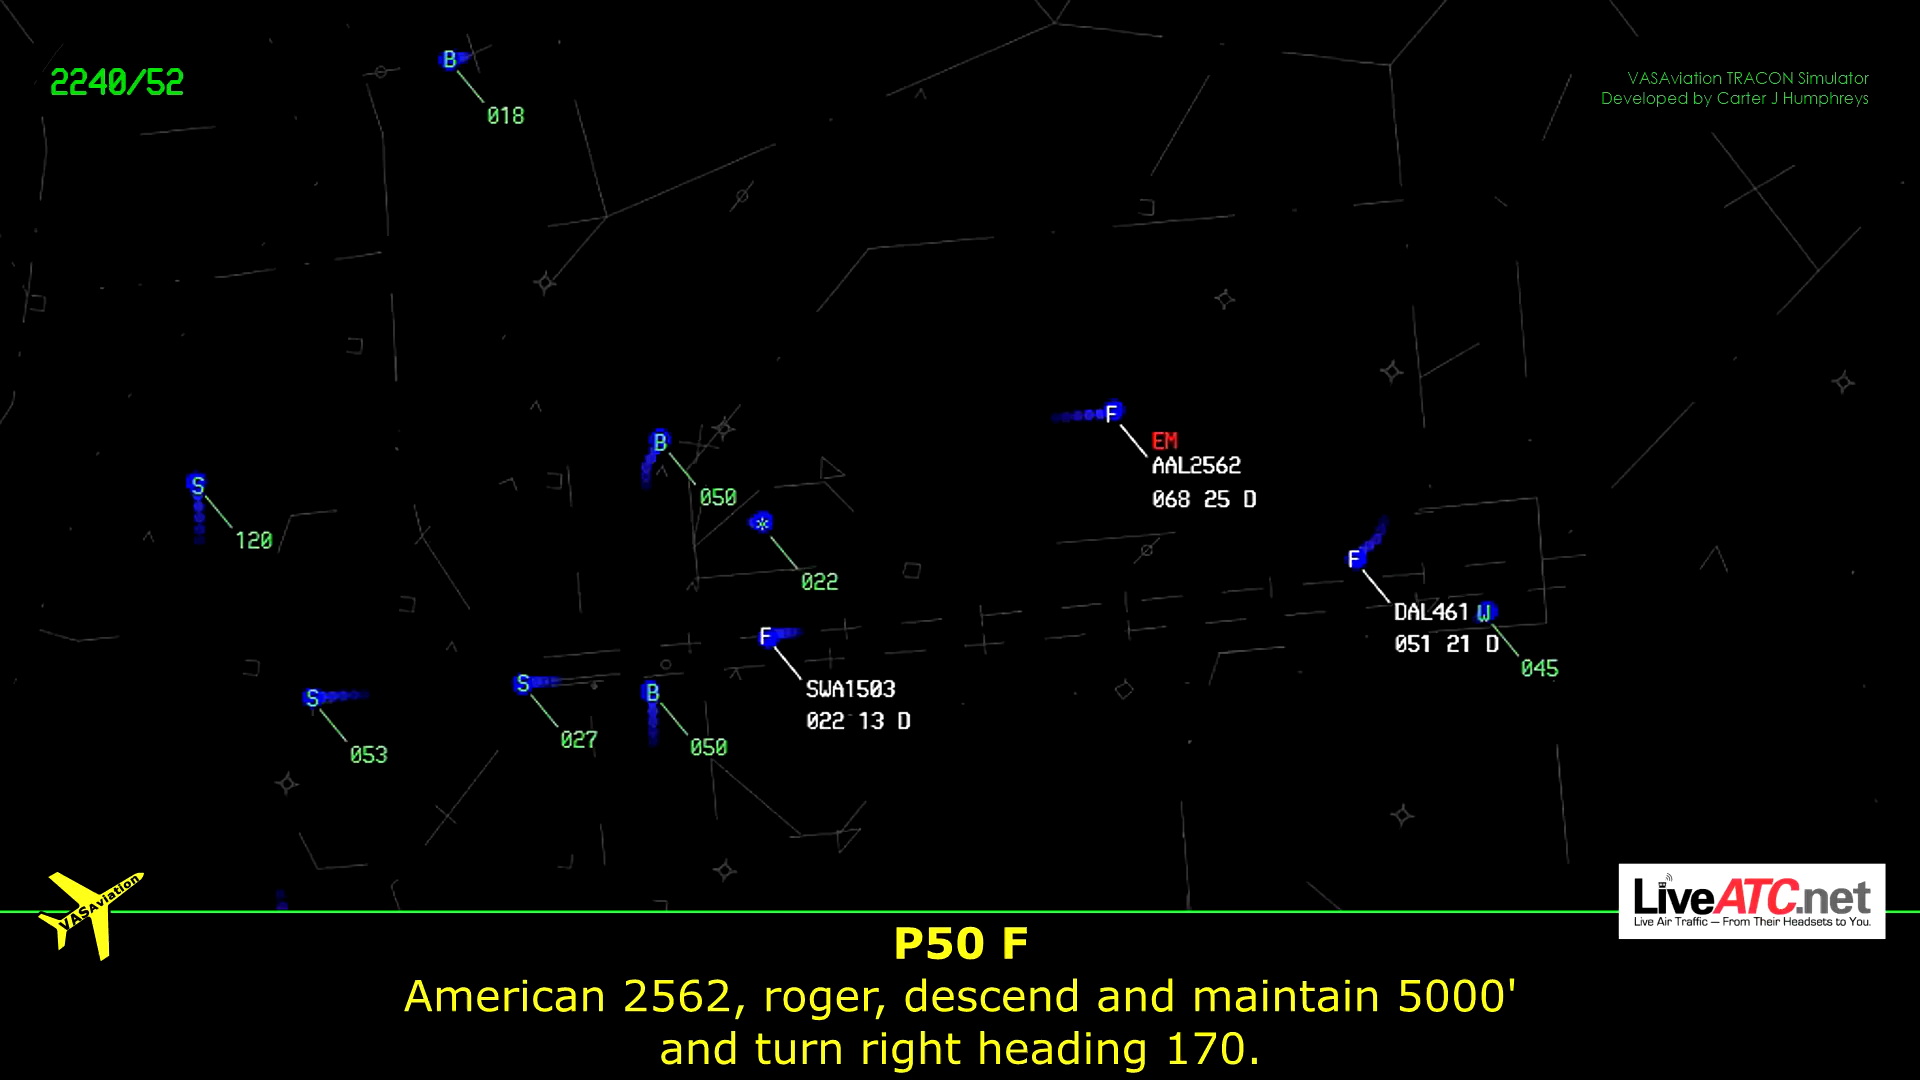 2240/52
VASAviation TRACON Simulator
Developed by Carter J Humphreys
B
018
F
EM
AAL2562
068 25 D
B
050
S
120
*
022
F
DAL461 W
051 21 D
045
F
SWA1503
022 13 D
S
027
B
050
S
053
VASAviation
LiveATC.net
Live Air Traffic — From Their Headsets to You.
P50 F
American 2562, roger, descend and maintain 5000'
and turn right heading 170.